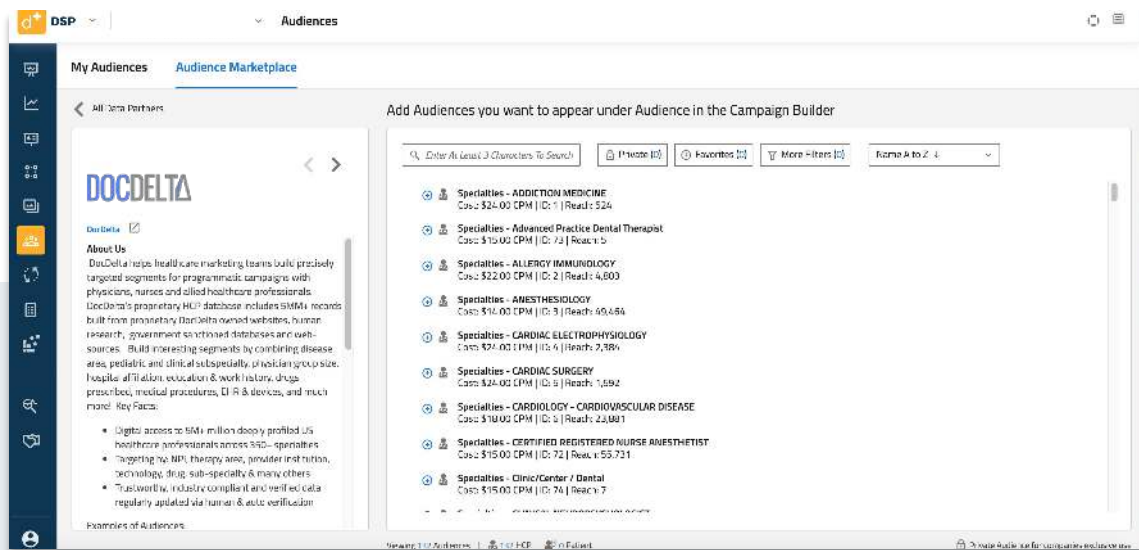 d+ DSP
Audiences
My Audiences
Audience Marketplace
All Data Partners
DOCDELTA
DocDelta
About Us
DocDelta helps healthcare marketing teams build precisely
targeted segments for programmatic campaigns with
physicians, nurses and allied healthcare professionals.
DocDelta's proprietary HCP database includes 5MM+ records
built from proprietary DocDelta owned websites, human
research, government sanctioned databases and web-
sources. Build interesting segments by combining disease
area, pediatric and clinical subspecialty, physician group size,
hospital affiliation, education & work history, drugs
prescribed, medical procedures, EHR & devices, and much
more! Key Facts:
Digital access to 5M+ million deeply profiled US
healthcare professionals across 350+ specialties
Targeting by: NPI, therapy area, provider institution,
technology, drug, sub-specialty & many others
Trustworthy, industry compliant and verified data
regularly updated via human & auto verification
Examples of Audiences:
Add Audiences you want to appear under Audience in the Campaign Builder
Enter At Least 3 Characters To Search
Private (0)
Favorites (0)
More Filters (0)
Name A to Z ↓
Specialties - ADDICTION MEDICINE
Cost: $24.00 CPM | ID: 1 | Reach: 524
Specialties - Advanced Practice Dental Therapist
Cost: $15.00 CPM | ID: 73 | Reach: 5
Specialties - ALLERGY IMMUNOLOGY
Cost: $22.00 CPM | ID: 2 | Reach: 4,803
Specialties - ANESTHESIOLOGY
Cost: $14.00 CPM | ID: 3 | Reach: 49,464
Specialties - CARDIAC ELECTROPHYSIOLOGY
Cost: $24.00 CPM | ID: 4 | Reach: 2,384
Specialties - CARDIAC SURGERY
Cost: $24.00 CPM | ID: 5 | Reach: 1,592
Specialties - CARDIOLOGY - CARDIOVASCULAR DISEASE
Cost: $18.00 CPM | ID: 6 | Reach: 23,881
Specialties - CERTIFIED REGISTERED NURSE ANESTHETIST
Cost: $15.00 CPM | ID: 72 | Reach: 55,731
Specialties - Clinic/Center / Dental
Cost: $15.00 CPM | ID: 74 | Reach: 7
Viewing Audiences | HCP 0 Patient
Private Audience for companies exclusive use